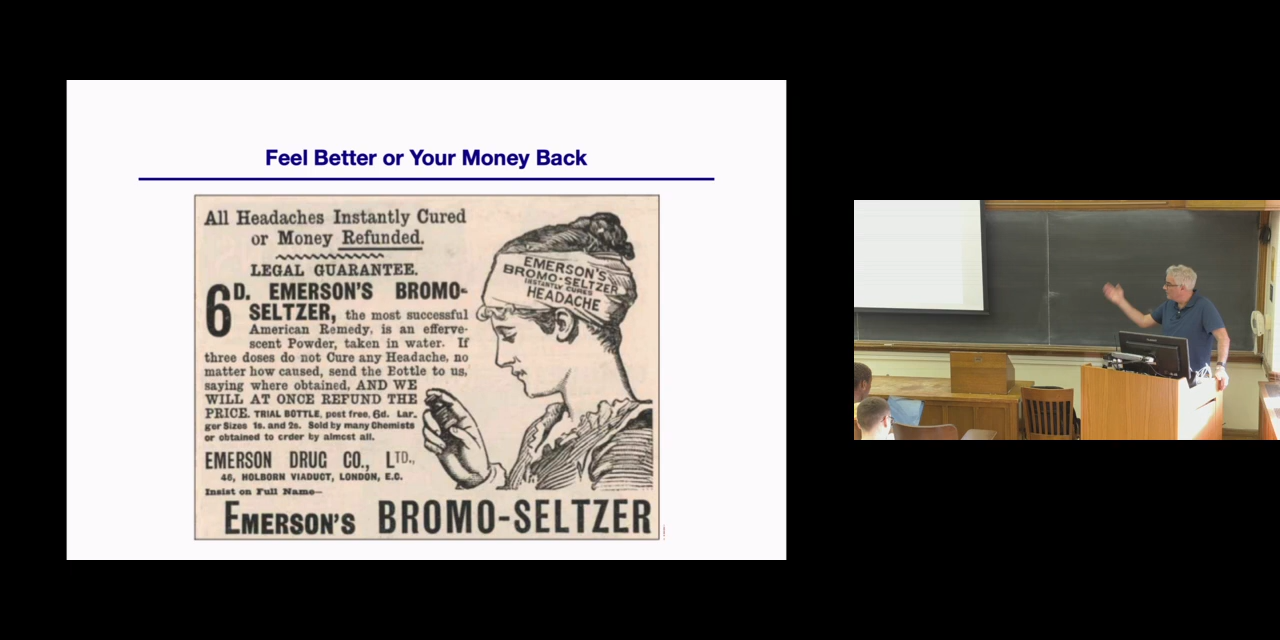 Feel Better or Your Money Back
All Headaches Instantly Cured
or Money Refunded.
LEGAL GUARANTEE.
6D. EMERSON'S BROMO-
SELTZER, the most successful
American Remedy, is an efferve-
scent Powder, taken in water. If
three doses do not Cure any Headache, no
matter how caused, send the Bottle to us,
saying where obtained, AND WE
WILL AT ONCE REFUND THE
PRICE. TRIAL BOTTLE, post free, 6d. Lar-
ger Sizes 1s. and 2s. Sold by many Chemists
or obtained to order by almost all.
EMERSON DRUG CO., LTD.,
46, HOLBORN VIADUCT, LONDON, E.C.
Insist on Full Name—
EMERSON'S BROMO-SELTZER
EMERSON'S
BROMO-SELTZER
INSTANTLY CURES
HEADACHE